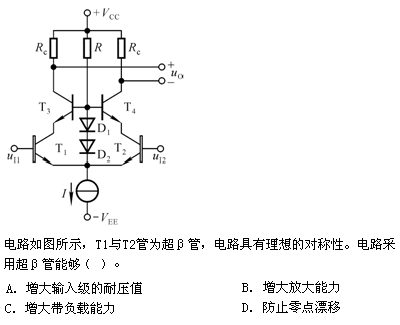 +VCC
Rc R Rc
+
uO
−
T3 T4
D1
T1 T2
D2
uI1 uI2
I
−VEE
电路如图所示，T1与T2管为超β管，电路具有理想的对称性。电路采
用超β管能够( )。
A. 增大输入级的耐压值 B. 增大放大能力
C. 增大带负载能力 D. 防止零点漂移